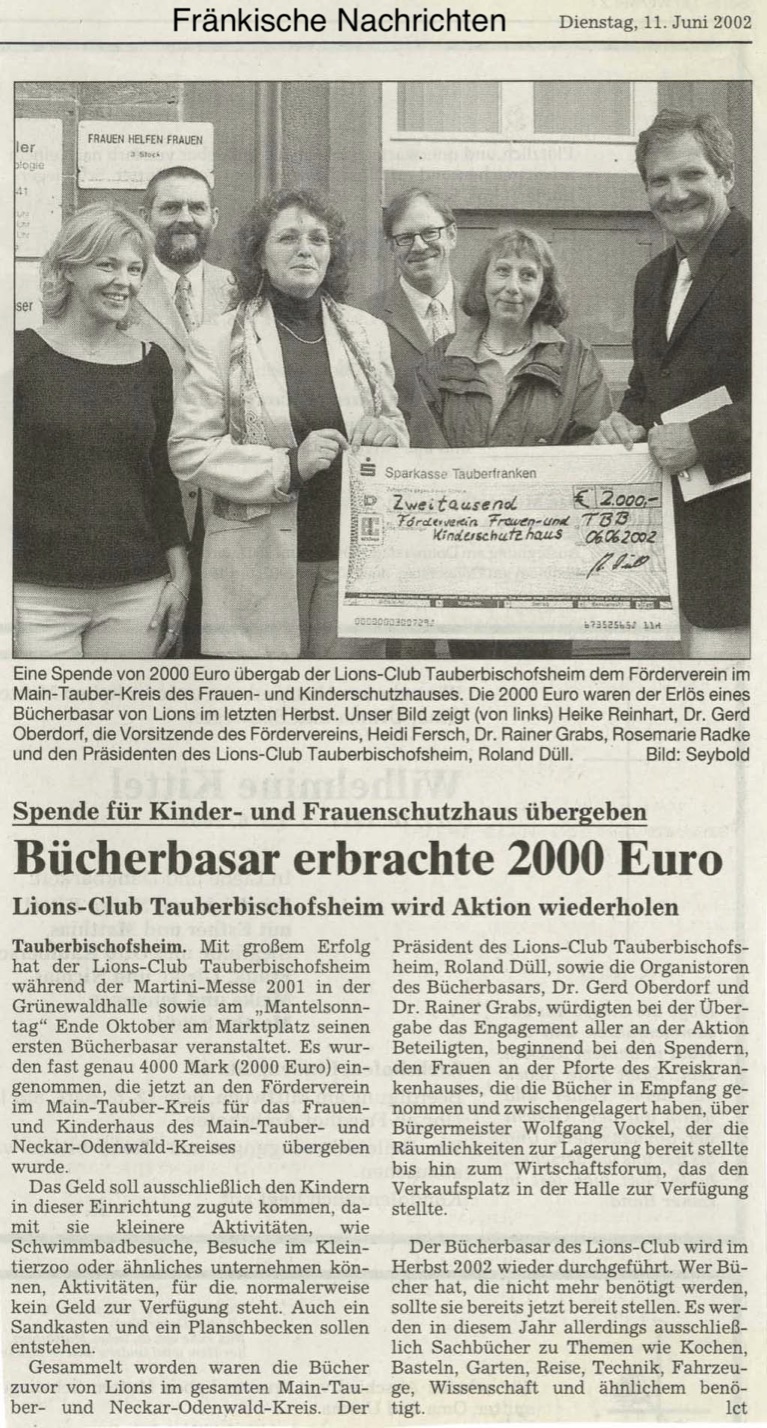 Fränkische Nachrichten
Dienstag, 11. Juni 2002
ler
ologie
41
ser
FRAUEN HELFEN FRAUEN
3. Stock
Sparkasse Tauberfranken
Zweitausend
€ 2.000,-
Förderverein Frauen- und
Kinderschutzhaus
TBB
06.06.2002
Eine Spende von 2000 Euro übergab der Lions-Club Tauberbischofsheim dem Förderverein im
Main-Tauber-Kreis des Frauen- und Kinderschutzhauses. Die 2000 Euro waren der Erlös eines
Bücherbasar von Lions im letzten Herbst. Unser Bild zeigt (von links) Heike Reinhart, Dr. Gerd
Oberdorf, die Vorsitzende des Fördervereins, Heidi Fersch, Dr. Rainer Grabs, Rosemarie Radke
und den Präsidenten des Lions-Club Tauberbischofsheim, Roland Düll. Bild: Seybold
Spende für Kinder- und Frauenschutzhaus übergeben
Bücherbasar erbrachte 2000 Euro
Lions-Club Tauberbischofsheim wird Aktion wiederholen
Tauberbischofsheim. Mit großem Erfolg
hat der Lions-Club Tauberbischofsheim
während der Martini-Messe 2001 in der
Grünewaldhalle sowie am „Mantelsonn-
tag" Ende Oktober am Marktplatz seinen
ersten Bücherbasar veranstaltet. Es wur-
den fast genau 4000 Mark (2000 Euro) ein-
genommen, die jetzt an den Förderverein
im Main-Tauber-Kreis für das Frauen-
und Kinderhaus des Main-Tauber- und
Neckar-Odenwald-Kreises übergeben
wurde.
Das Geld soll ausschließlich den Kindern
in dieser Einrichtung zugute kommen, da-
mit sie kleinere Aktivitäten, wie
Schwimmbadbesuche, Besuche im Klein-
tierzoo oder ähnliches unternehmen kön-
nen, Aktivitäten, für die normalerweise
kein Geld zur Verfügung steht. Auch ein
Sandkasten und ein Planschbecken sollen
entstehen.
Gesammelt worden waren die Bücher
zuvor von Lions im gesamten Main-Tau-
ber- und Neckar-Odenwald-Kreis. Der
Präsident des Lions-Club Tauberbischofs-
heim, Roland Düll, sowie die Organistoren
des Bücherbasars, Dr. Gerd Oberdorf und
Dr. Rainer Grabs, würdigten bei der Über-
gabe das Engagement aller an der Aktion
Beteiligten, beginnend bei den Spendern,
den Frauen an der Pforte des Kreiskran-
kenhauses, die die Bücher in Empfang ge-
nommen und zwischengelagert haben, über
Bürgermeister Wolfgang Vockel, der die
Räumlichkeiten zur Lagerung bereit stellte
bis hin zum Wirtschaftsforum, das den
Verkaufsplatz in der Halle zur Verfügung
stellte.
Der Bücherbasar des Lions-Club wird im
Herbst 2002 wieder durchgeführt. Wer Bü-
cher hat, die nicht mehr benötigt werden,
sollte sie bereits jetzt bereit stellen. Es wer-
den in diesem Jahr allerdings ausschließ-
lich Sachbücher zu Themen wie Kochen,
Basteln, Garten, Reise, Technik, Fahrzeu-
ge, Wissenschaft und ähnlichem benö-
tigt. lct